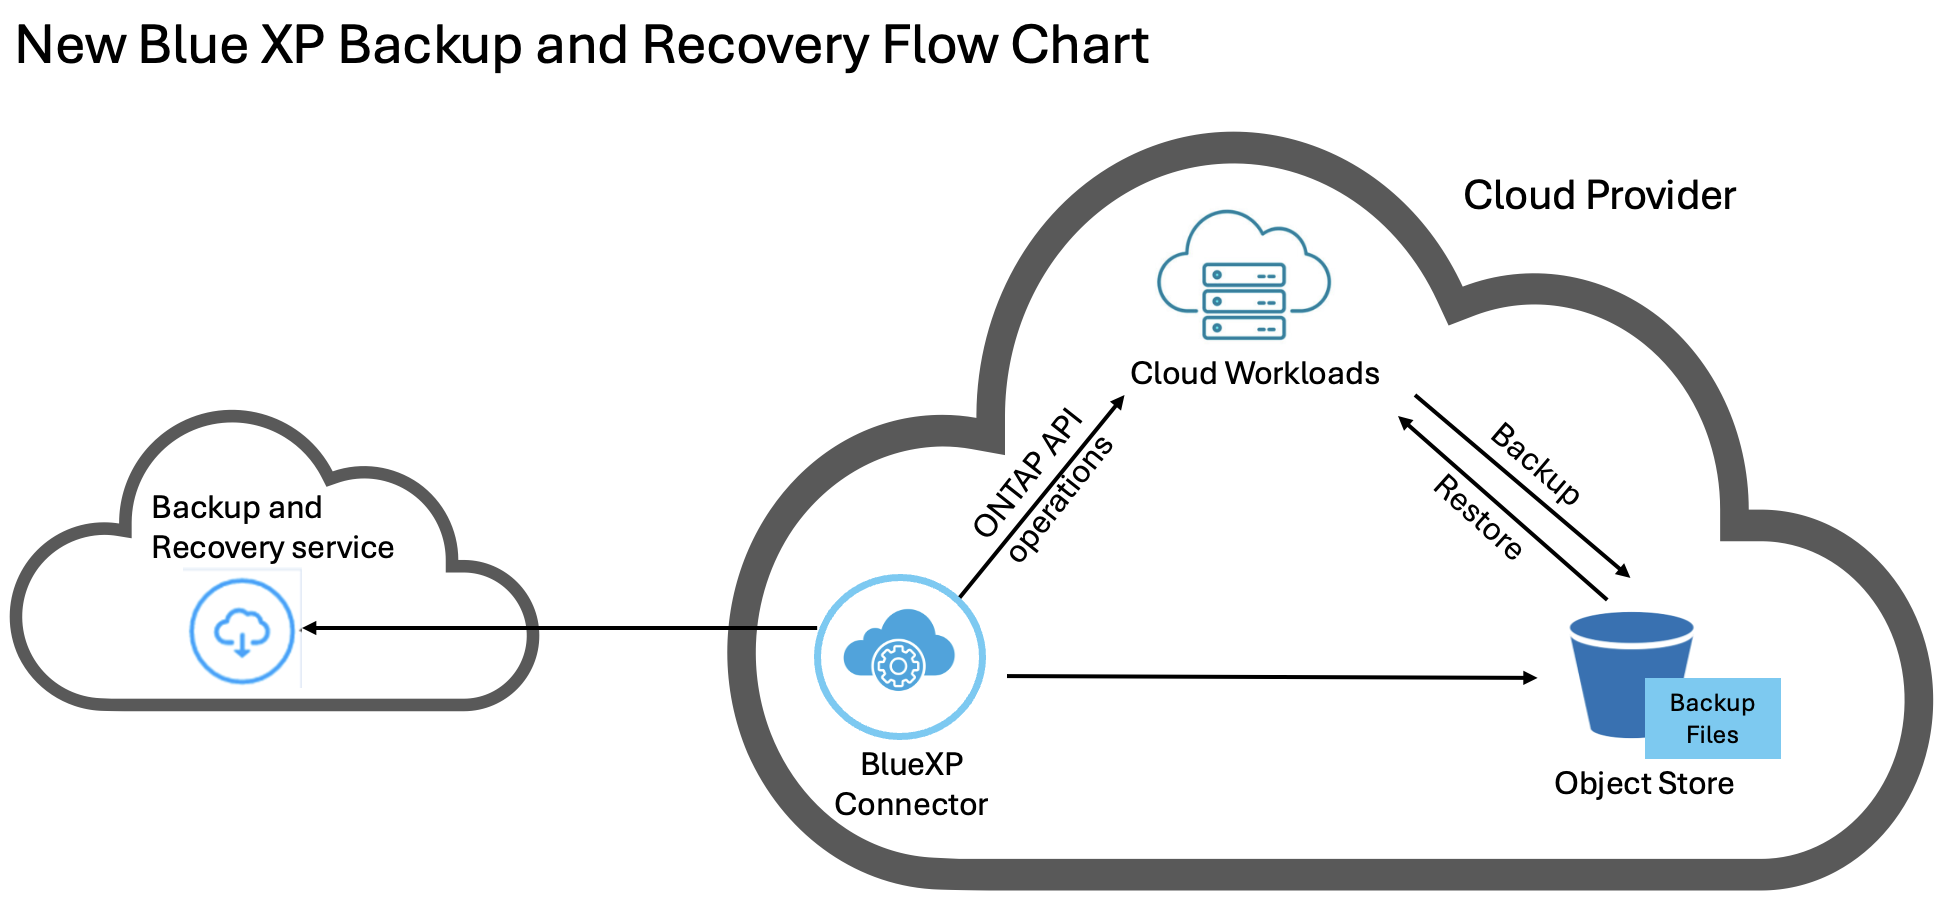 New Blue XP Backup and Recovery Flow Chart
Cloud Provider
Cloud Workloads
ONTAP API
operations
Backup
Restore
Backup and
Recovery service
BlueXP
Connector
Backup
Files
Object Store